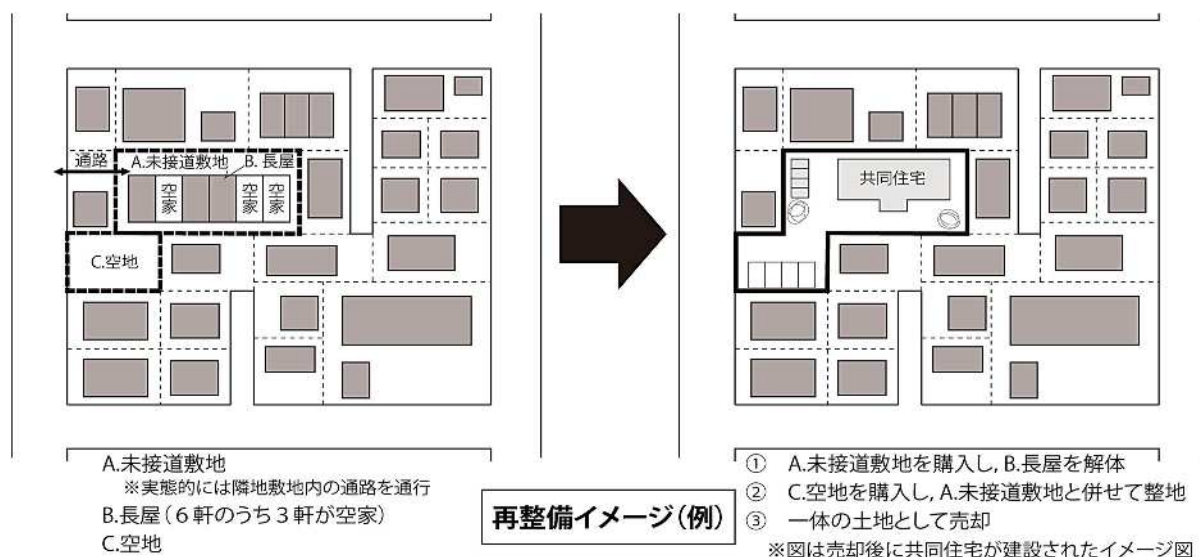 通路
A.未接道敷地
B.長屋
空家
空家
空家
C.空地
共同住宅
A.未接道敷地
※実態的には隣地敷地内の通路を通行
B.長屋(6軒のうち3軒が空家)
C.空地
再整備イメージ(例)
① A.未接道敷地を購入し, B.長屋を解体
② C.空地を購入し, A.未接道敷地と併せて整地
③ 一体の土地として売却
※図は売却後に共同住宅が建設されたイメージ図